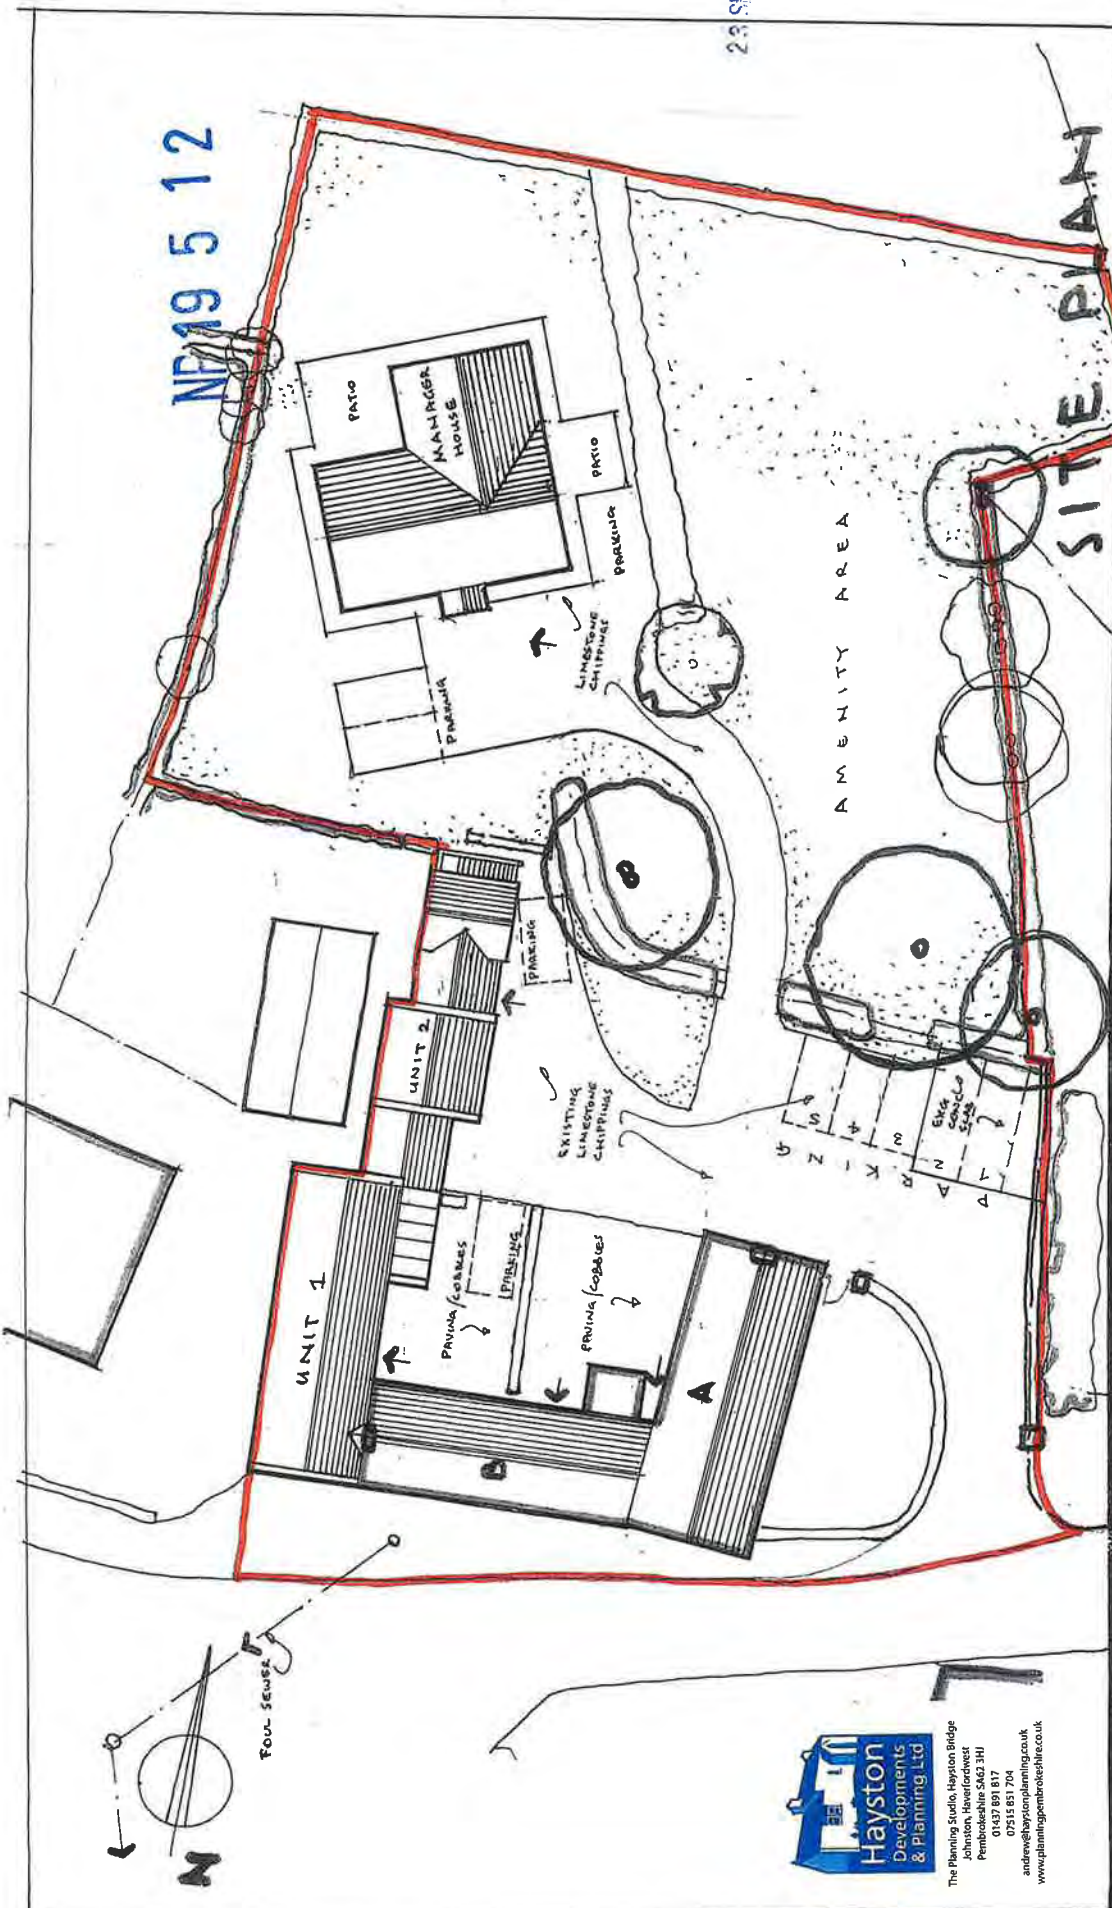 NP19 5 12
SITE PLAN
PATIO
MANAGER
HOUSE
PATIO
PARKING
LIMESTONE
CHIPPINGS
PARKING
AMENITY AREA
PARKING
UNIT 2
EXISTING
LIMESTONE
CHIPPINGS
PARKING
1 2 3 4 5
EXG
SLAB
UNIT 1
PAVING/COBBLES
PARKING
PAVING/COBBLES
A
B
FOUL SEWER
N
Hayston
Developments
& Planning Ltd
The Planning Studio, Hayston Bridge
Johnston, Haverfordwest
Pembrokeshire SA62 3HJ
01437 891 817
07515 851 704
andrew@haystonplanning.co.uk
www.planningpembrokeshire.co.uk